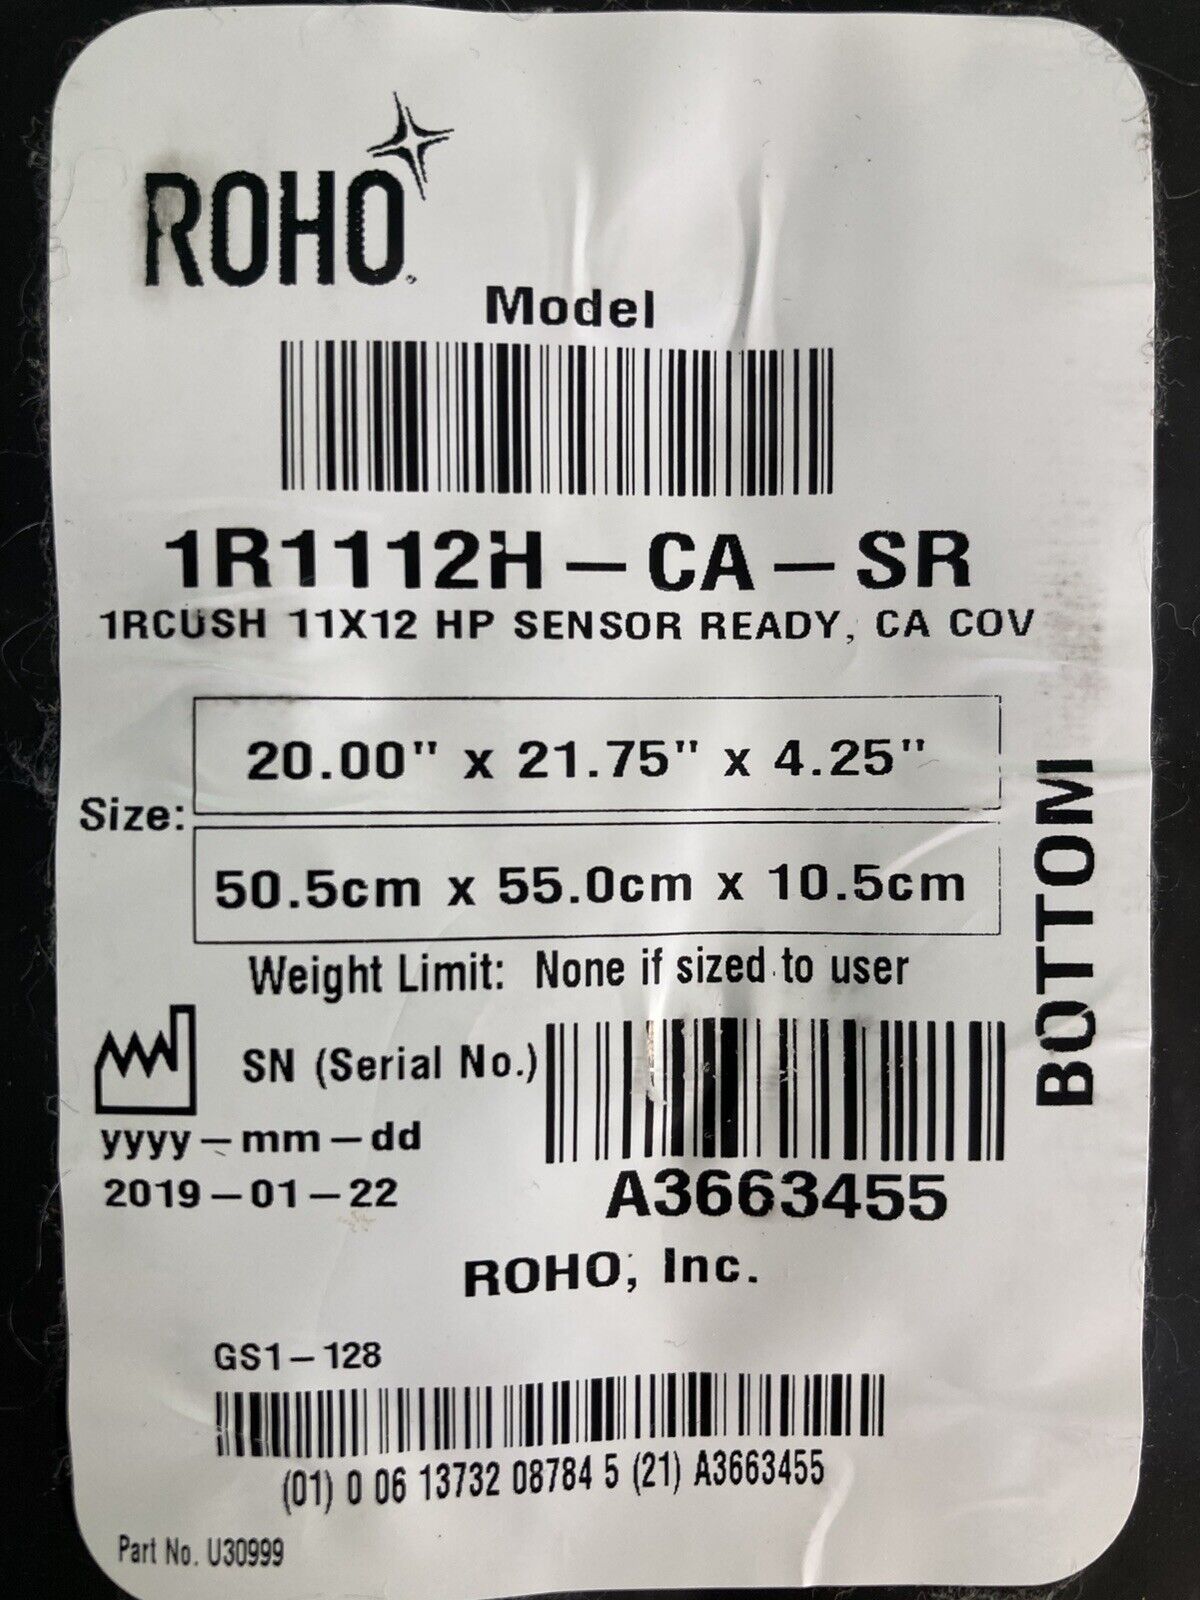 ROHO
Model
1R1112H-CA-SR
1RCUSH 11X12 HP SENSOR READY, CA COV
Size:
20.00" x 21.75" x 4.25"
50.5cm x 55.0cm x 10.5cm
BOTTOM
Weight Limit: None if sized to user
SN (Serial No.)
yyyy-mm-dd
2019-01-22
A3663455
ROHO, Inc.
GS1-128
(01) 0 06 13732 08784 5 (21) A3663455
Part No. U30999